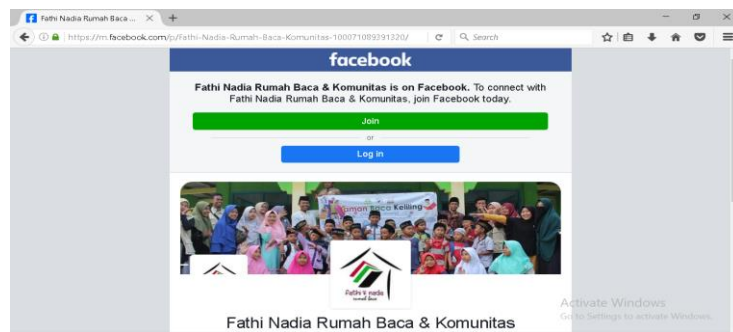 Fathi Nadia Rumah Baca ...
https://m.facebook.com/p/Fathi-Nadia-Rumah-Baca-Komunitas-100071089391320/
Search
facebook
Fathi Nadia Rumah Baca & Komunitas is on Facebook. To connect with
Fathi Nadia Rumah Baca & Komunitas, join Facebook today.
Join
or
Log in
Taman Baca Keliling
Fathi & nadia
rumah baca
Fathi Nadia Rumah Baca & Komunitas
Activate Windows
Go to Settings to activate Windows.